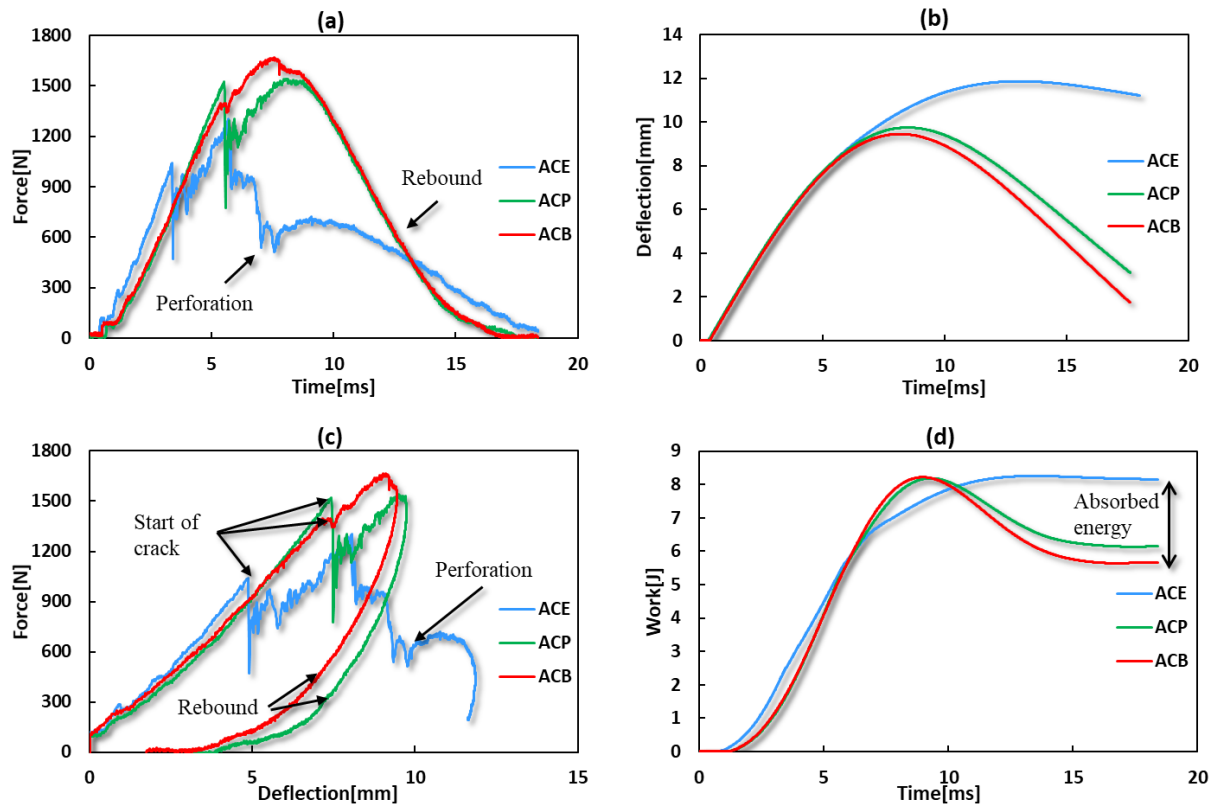 (a)
1800
1500
1200
900
600
300
0
Force[N]
0 5 10 15 20
Time[ms]
Rebound
Perforation
ACE
ACP
ACB
(b)
14
12
10
8
6
4
2
0
Deflection[mm]
0 5 10 15 20
Time[ms]
ACE
ACP
ACB
(c)
1800
1500
1200
900
600
300
0
Force[N]
0 5 10 15
Deflection[mm]
Start of
crack
Perforation
Rebound
ACE
ACP
ACB
(d)
9
8
7
6
5
4
3
2
1
0
Work[J]
0 5 10 15 20
Time[ms]
Absorbed
energy
ACE
ACP
ACB